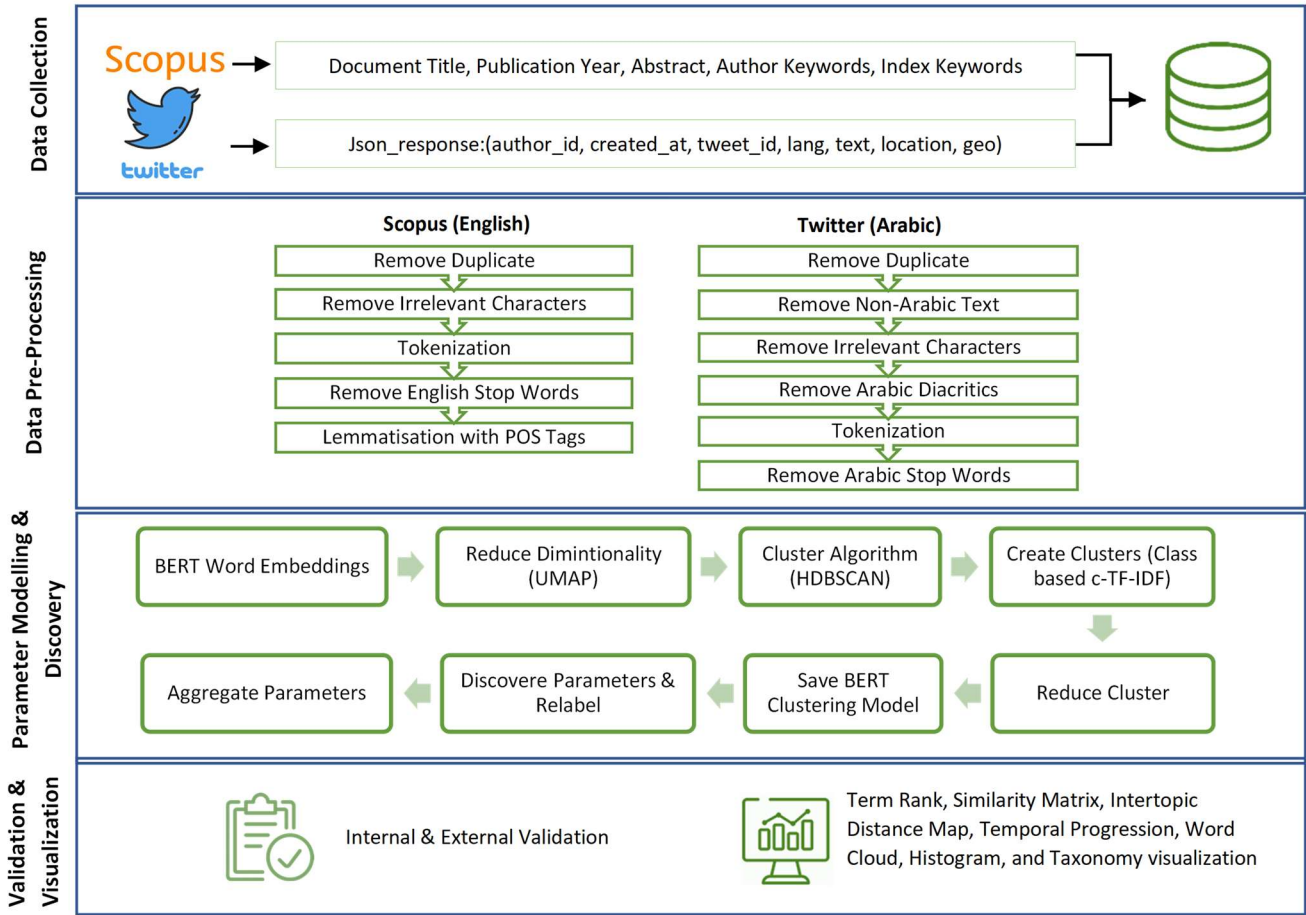 Data Collection
Scopus
Document Title, Publication Year, Abstract, Author Keywords, Index Keywords
twitter
Json_response:(author_id, created_at, tweet_id, lang, text, location, geo)
Data Pre-Processing
Scopus (English)
Remove Duplicate
Remove Irrelevant Characters
Tokenization
Remove English Stop Words
Lemmatisation with POS Tags
Twitter (Arabic)
Remove Duplicate
Remove Non-Arabic Text
Remove Irrelevant Characters
Remove Arabic Diacritics
Tokenization
Remove Arabic Stop Words
Parameter Modelling &
Discovery
BERT Word Embeddings
Reduce Dimintionality
(UMAP)
Cluster Algorithm
(HDBSCAN)
Create Clusters (Class
based c-TF-IDF)
Reduce Cluster
Save BERT
Clustering Model
Discovere Parameters &
Relabel
Aggregate Parameters
Validation &
Visualization
Internal & External Validation
Term Rank, Similarity Matrix, Intertopic
Distance Map, Temporal Progression, Word
Cloud, Histogram, and Taxonomy visualization